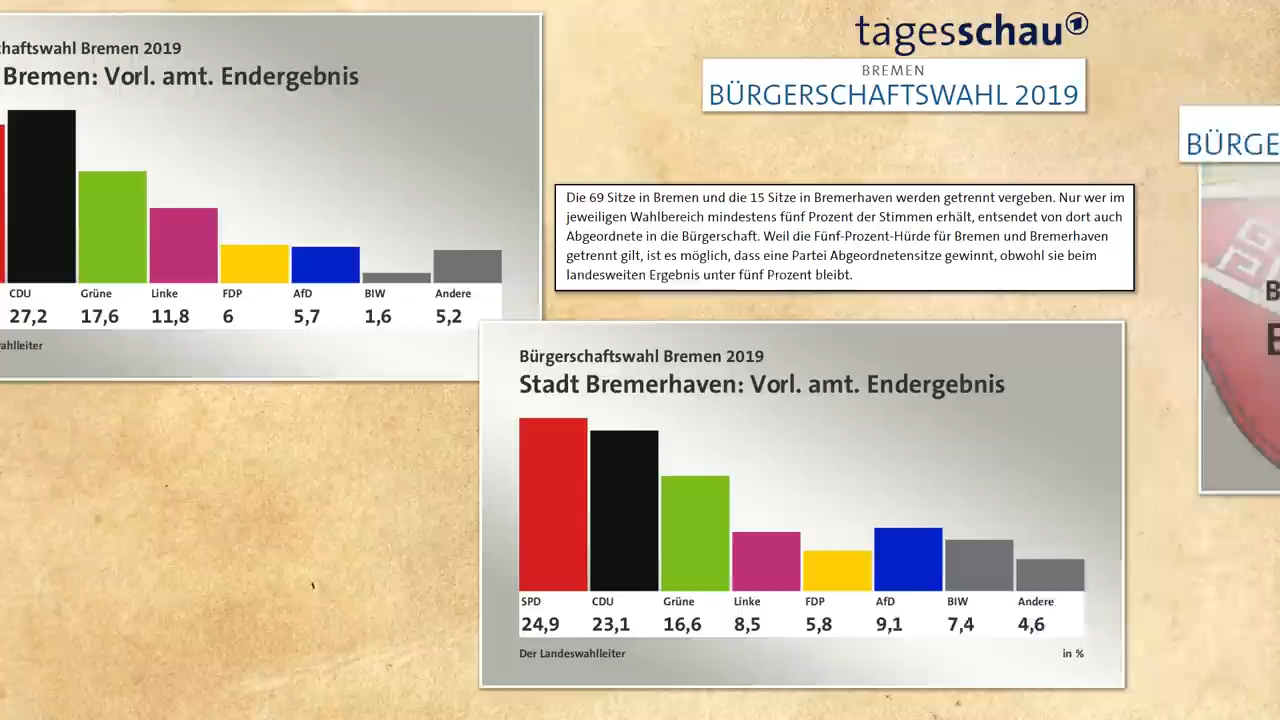 haftswahl Bremen 2019
Bremen: Vorl. amt. Endergebnis
CDU Grüne Linke FDP AfD BIW Andere
27,2 17,6 11,8 6 5,7 1,6 5,2
ahlleiter
tagesschau
BREMEN
BÜRGERSCHAFTSWAHL 2019
BÜRGE
Die 69 Sitze in Bremen und die 15 Sitze in Bremerhaven werden getrennt vergeben. Nur wer im
jeweiligen Wahlbereich mindestens fünf Prozent der Stimmen erhält, entsendet von dort auch
Abgeordnete in die Bürgerschaft. Weil die Fünf-Prozent-Hürde für Bremen und Bremerhaven
getrennt gilt, ist es möglich, dass eine Partei Abgeordnetensitze gewinnt, obwohl sie beim
landesweiten Ergebnis unter fünf Prozent bleibt.
Bürgerschaftswahl Bremen 2019
Stadt Bremerhaven: Vorl. amt. Endergebnis
SPD CDU Grüne Linke FDP AfD BIW Andere
24,9 23,1 16,6 8,5 5,8 9,1 7,4 4,6
Der Landeswahlleiter in %